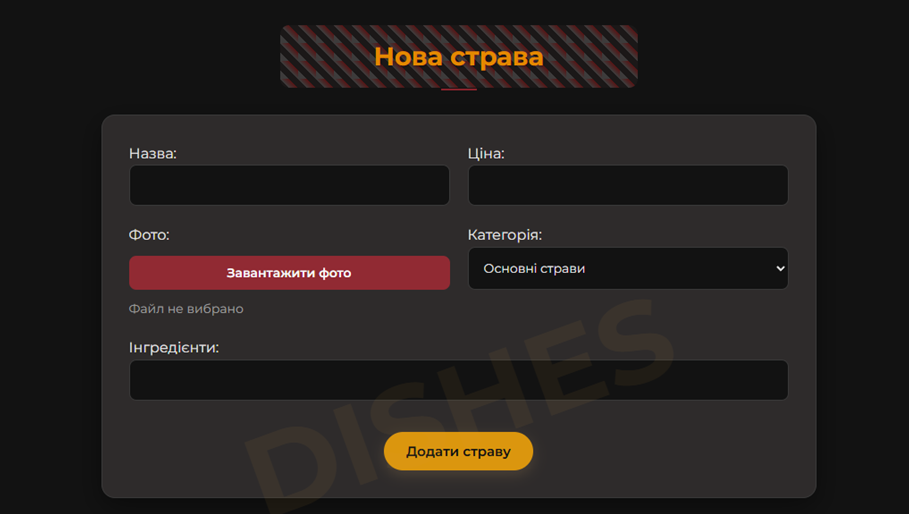 Нова страва
Назва:
Ціна:
Фото:
Категорія:
Завантажити фото
Основні страви
Файл не вибрано
Інгредієнти:
DISHES
Додати страву